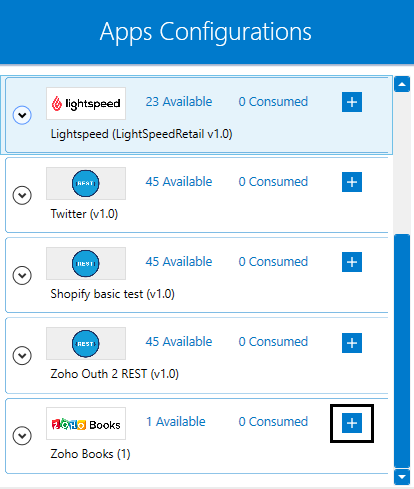 Apps Configurations
lightspeed 23 Available 0 Consumed
Lightspeed (LightSpeedRetail v1.0)
REST 45 Available 0 Consumed
Twitter (v1.0)
REST 45 Available 0 Consumed
Shopify basic test (v1.0)
REST 45 Available 0 Consumed
Zoho Outh 2 REST (v1.0)
ZOHO Books 1 Available 0 Consumed
Zoho Books (1)